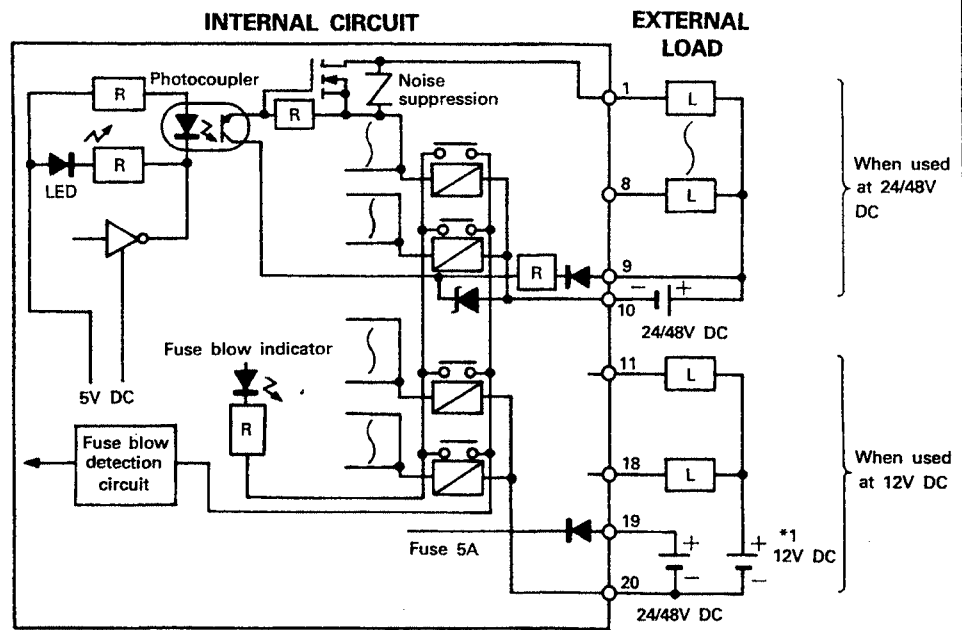 INTERNAL CIRCUIT
EXTERNAL
LOAD
Photocoupler
Noise
suppression
R
R
R
LED
1
L
8
L
When used
at 24/48V
DC
R
9
− +
10
24/48V DC
Fuse blow indicator
5V DC
R
Fuse blow
detection
circuit
11
L
18
L
When used
at 12V DC
19
Fuse 5A
+
−
+ *1
12V DC
−
20
24/48V DC